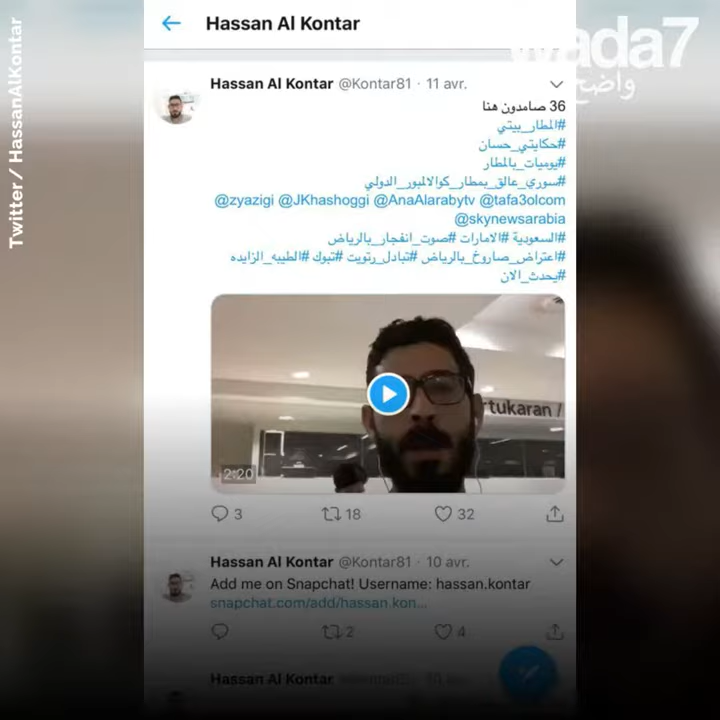 Hassan Al Kontar
wada7
واضح
Twitter / HassanAlKontar
Hassan Al Kontar @Kontar81 · 11 avr.
36 صامدون هنا
#المطار_بيتي
#حكايتي_حسان
#يوميات_بالمطار
#سوري_عالق_بمطار_كوالالمبور_الدولي
@zyazigi @JKhashoggi @AnaAlarabytv @tafa3olcom
@skynewsarabia
#السعودية #الامارات #صوت_انفجار_بالرياض
#اعتراض_صاروخ_بالرياض #تبادل_رتويت #تبوك #الطيبه_الزايده
#يحدث_الان
tukaran /
2:20
3 18 32
Hassan Al Kontar @Kontar81 · 10 avr.
Add me on Snapchat! Username: hassan.kontar
snapchat.com/add/hassan.kon...
2 4
Hassan Al Kontar